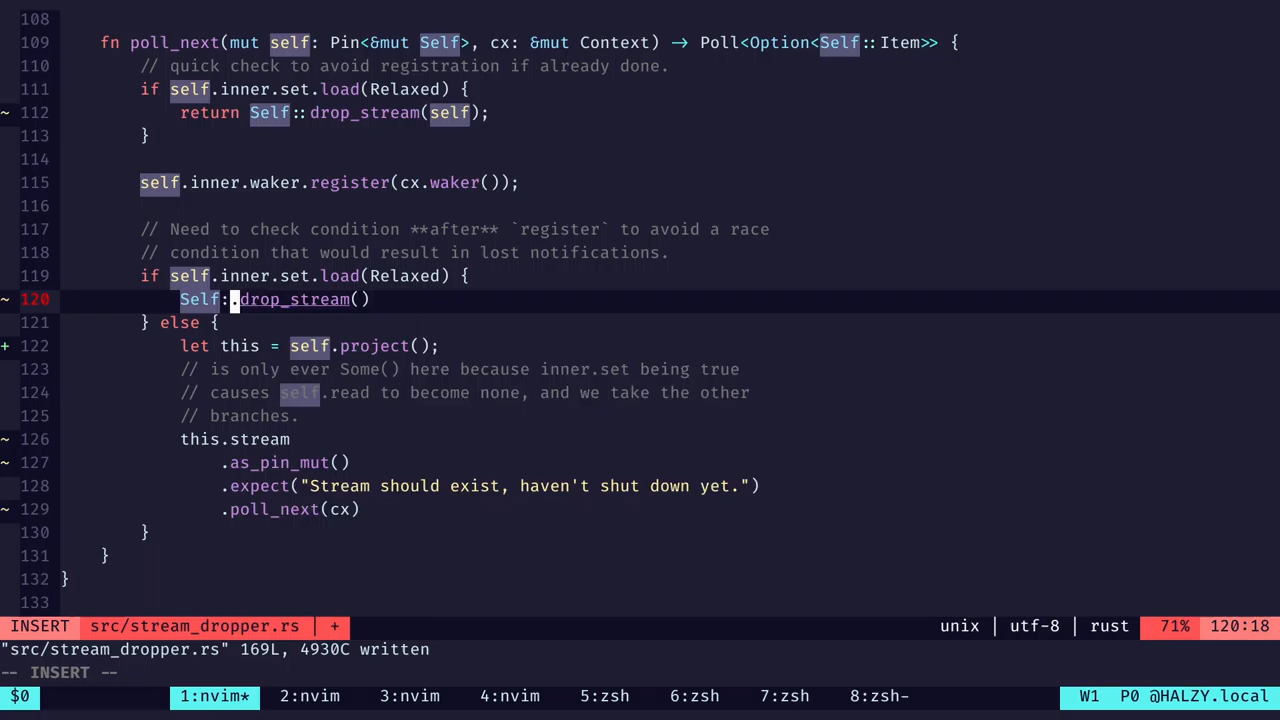 108
109     fn poll_next(mut self: Pin<&mut Self>, cx: &mut Context) -> Poll<Option<Self::Item>> {
110         // quick check to avoid registration if already done.
111         if self.inner.set.load(Relaxed) {
~ 112             return Self::drop_stream(self);
113         }
114
115         self.inner.waker.register(cx.waker());
116
117         // Need to check condition **after** `register` to avoid a race
118         // condition that would result in lost notifications.
119         if self.inner.set.load(Relaxed) {
~ 120             Self:.drop_stream()
121         } else {
+ 122             let this = self.project();
123             // is only ever Some() here because inner.set being true
124             // causes self.read to become none, and we take the other
125             // branches.
~ 126             this.stream
~ 127                 .as_pin_mut()
128                 .expect("Stream should exist, haven't shut down yet.")
~ 129                 .poll_next(cx)
130         }
131     }
132 }
133
INSERT src/stream_dropper.rs | + unix | utf-8 | rust 71% 120:18
"src/stream_dropper.rs" 169L, 4930C written
-- INSERT --
$0 1:nvim* 2:nvim 3:nvim 4:nvim 5:zsh 6:zsh 7:zsh 8:zsh- W1 P0 @HALZY.local